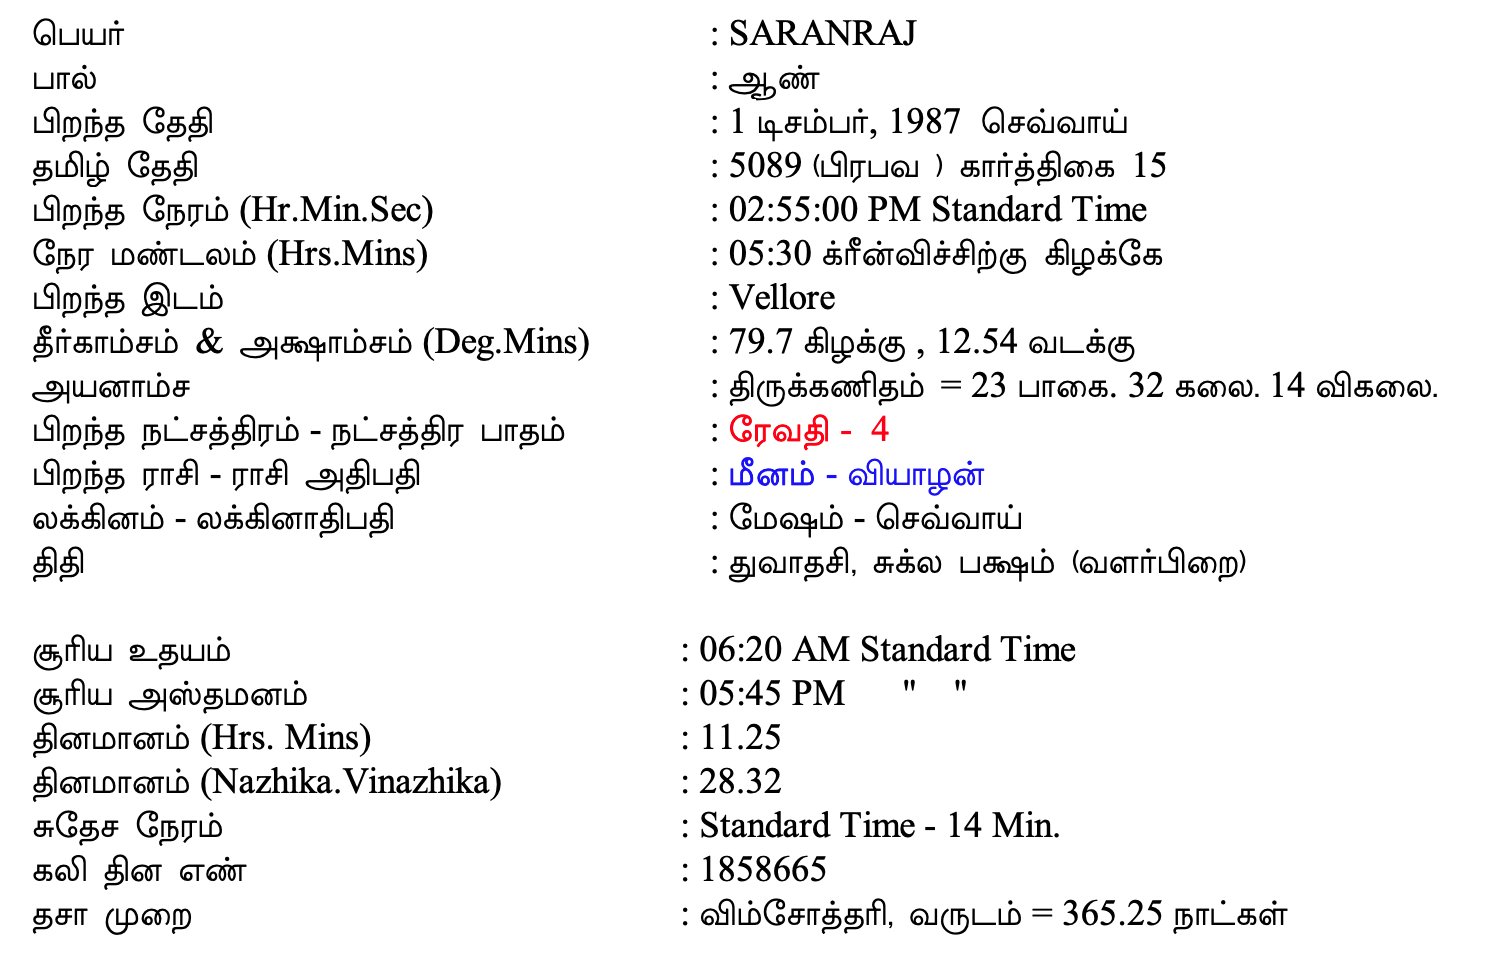 பெயர் : SARANRAJ
பால் : ஆண்
பிறந்த தேதி : 1 டிசம்பர், 1987 செவ்வாய்
தமிழ் தேதி : 5089 (பிரபவ ) கார்த்திகை 15
பிறந்த நேரம் (Hr.Min.Sec) : 02:55:00 PM Standard Time
நேர மண்டலம் (Hrs.Mins) : 05:30 க்ரீன்விச்சிற்கு கிழக்கே
பிறந்த இடம் : Vellore
தீர்காம்சம் & அக்ஷாம்சம் (Deg.Mins) : 79.7 கிழக்கு , 12.54 வடக்கு
அயனாம்ச : திருக்கணிதம் = 23 பாகை. 32 கலை. 14 விகலை.
பிறந்த நட்சத்திரம் - நட்சத்திர பாதம் : ரேவதி - 4
பிறந்த ராசி - ராசி அதிபதி : மீனம் - வியாழன்
லக்கினம் - லக்கினாதிபதி : மேஷம் - செவ்வாய்
திதி : துவாதசி, சுக்ல பக்ஷம் (வளர்பிறை)
சூரிய உதயம் : 06:20 AM Standard Time
சூரிய அஸ்தமனம் : 05:45 PM " "
தினமானம் (Hrs. Mins) : 11.25
தினமானம் (Nazhika.Vinazhika) : 28.32
சுதேச நேரம் : Standard Time - 14 Min.
கலி தின எண் : 1858665
தசா முறை : விம்சோத்தரி, வருடம் = 365.25 நாட்கள்